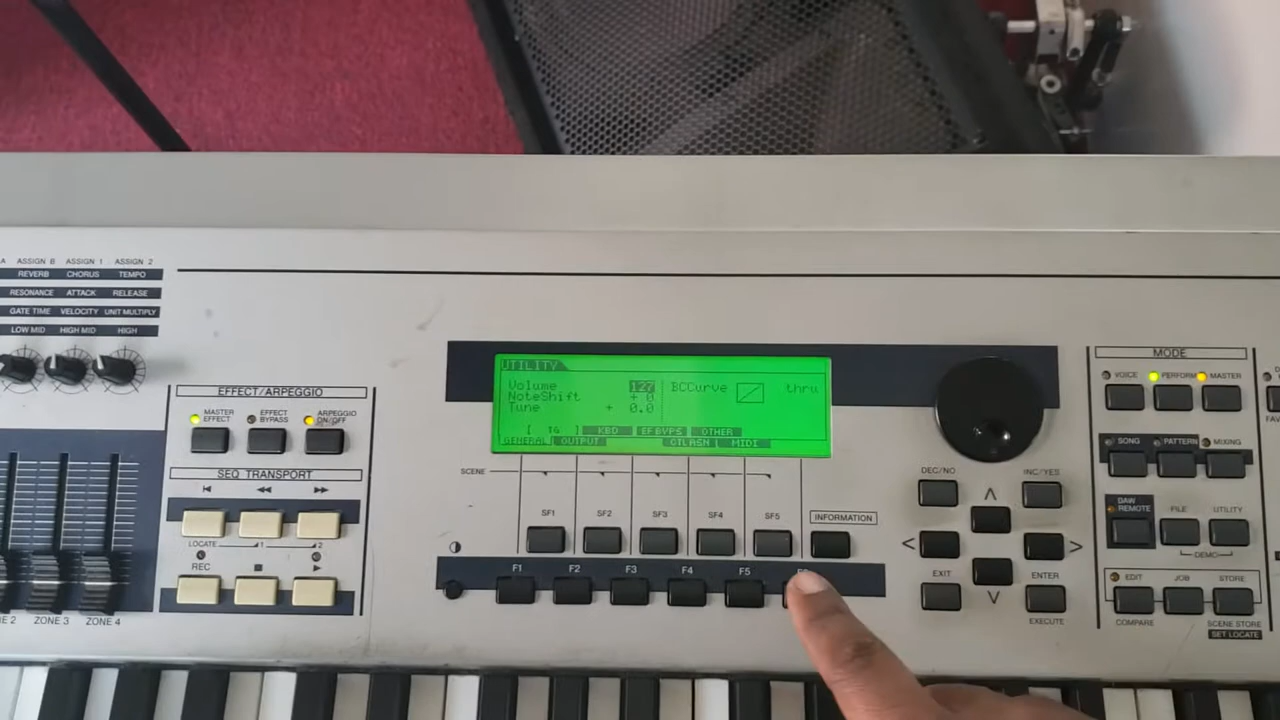 A ASSIGN B ASSIGN 1 ASSIGN 2
REVERB CHORUS TEMPO
RESONANCE ATTACK RELEASE
GATE TIME VELOCITY UNIT MULTIPLY
LOW MID HIGH MID HIGH
ZONE 3 ZONE 4
EFFECT/ARPEGGIO
MASTER EFFECT EFFECT BYPASS ARPEGGIO ON/OFF
SEQ TRANSPORT
LOCATE 1 2
REC
UTILITY
Volume 127 BCCurve thru
NoteShift + 0
Tune + 0.0
[ TG ] KBD EF BYPS OTHER
GENERAL OUTPUT CTLASN MIDI
SCENE
SF1 SF2 SF3 SF4 SF5 INFORMATION
F1 F2 F3 F4 F5
DEC/NO INC/YES
EXIT ENTER
EXECUTE
MODE
VOICE PERFORM MASTER
SONG PATTERN MIXING
DAW REMOTE FILE UTILITY
DEMO
EDIT JOB STORE
COMPARE SCENE STORE
SET LOCATE